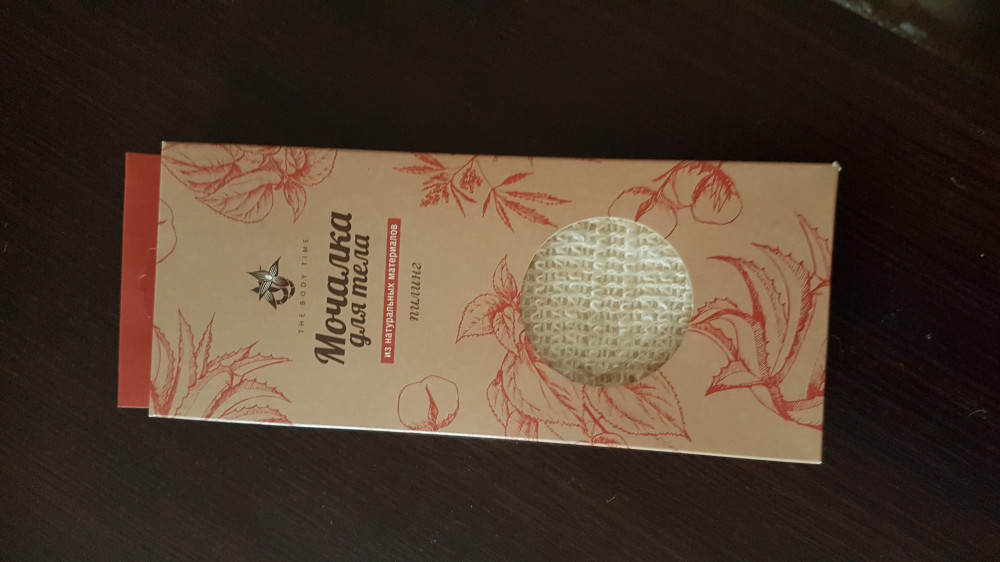 THE BODY TIME
Мочалка
для тела
из натуральных материалов
пилинг